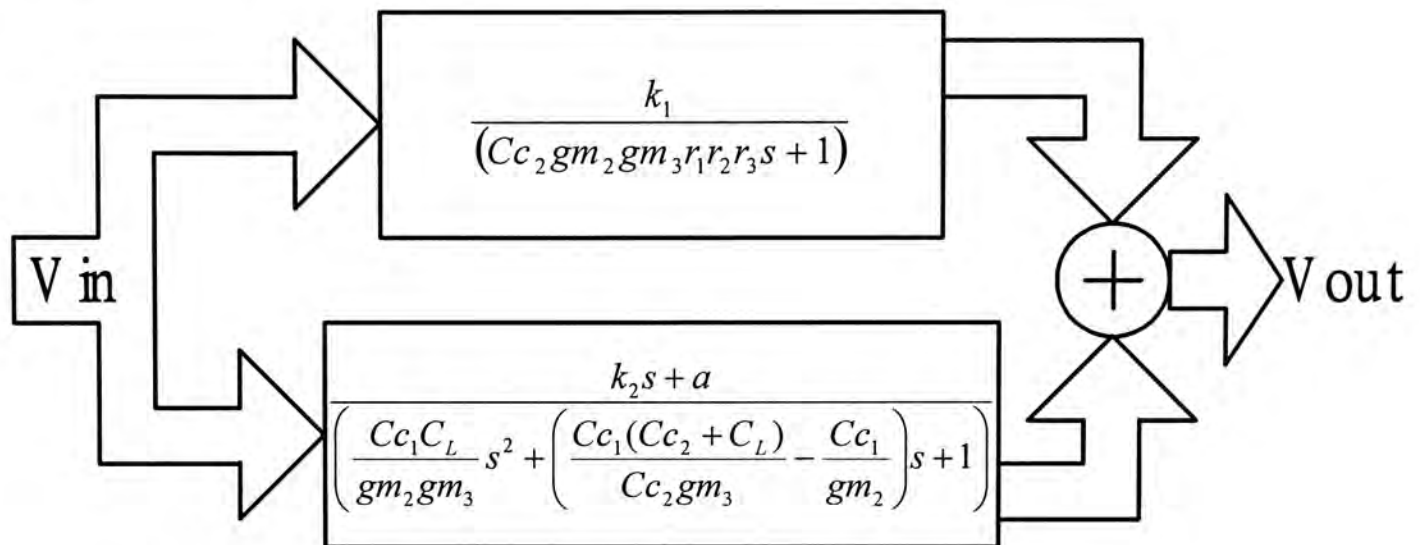 k₁
(Cc₂gm₂gm₃r₁r₂r₃s + 1)
V in
+
V out
k₂s + a
(Cc₁C_L/gm₂gm₃ s² + (Cc₁(Cc₂ + C_L)/Cc₂gm₃ − Cc₁/gm₂)s + 1)